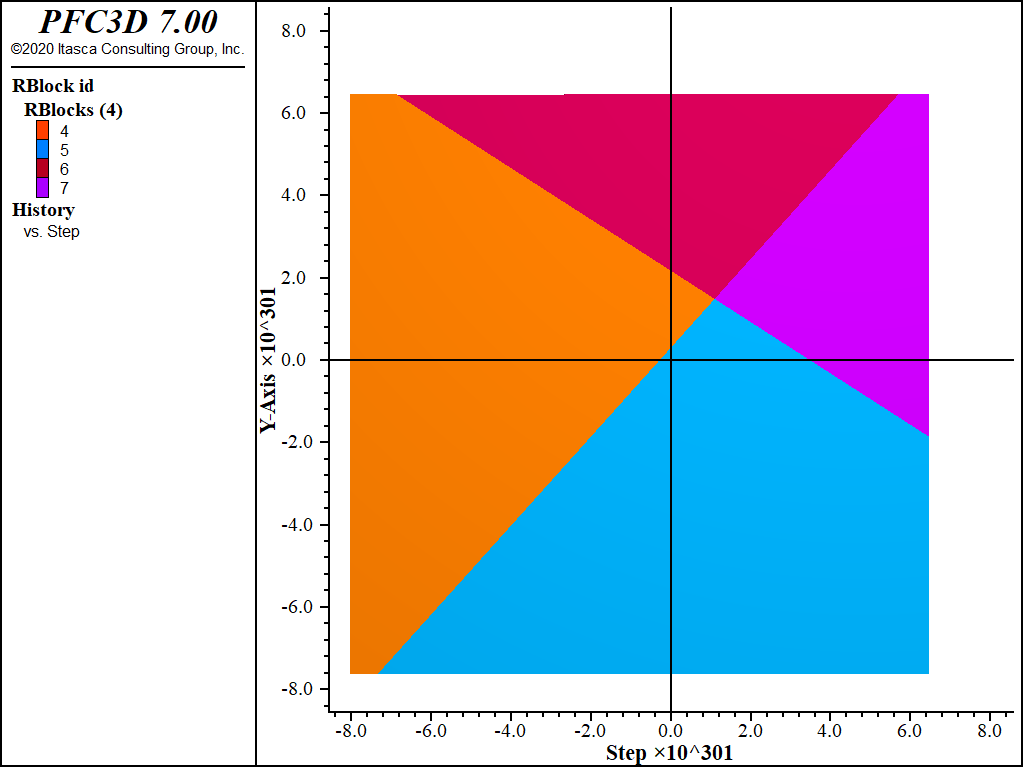 PFC3D 7.00
©2020 Itasca Consulting Group, Inc.
RBlock id
RBlocks (4)
4
5
6
7
History
vs. Step
8.0
6.0
4.0
2.0
0.0
-2.0
-4.0
-6.0
-8.0
Y-Axis ×10^301
-8.0 -6.0 -4.0 -2.0 0.0 2.0 4.0 6.0 8.0
Step ×10^301